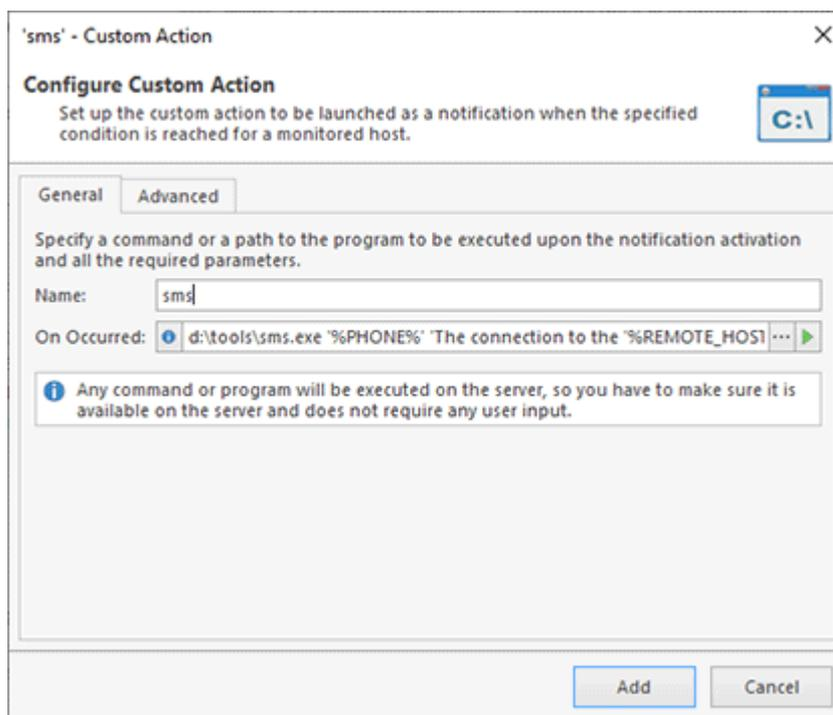 'sms' - Custom Action
Configure Custom Action
Set up the custom action to be launched as a notification when the specified
condition is reached for a monitored host.
C:\
General
Advanced
Specify a command or a path to the program to be executed upon the notification activation
and all the required parameters.
Name:
sms
On Occurred:
d:\tools\sms.exe "%PHONE%" "The connection to the "%REMOTE_HOST
Any command or program will be executed on the server, so you have to make sure it is
available on the server and does not require any user input.
Add
Cancel